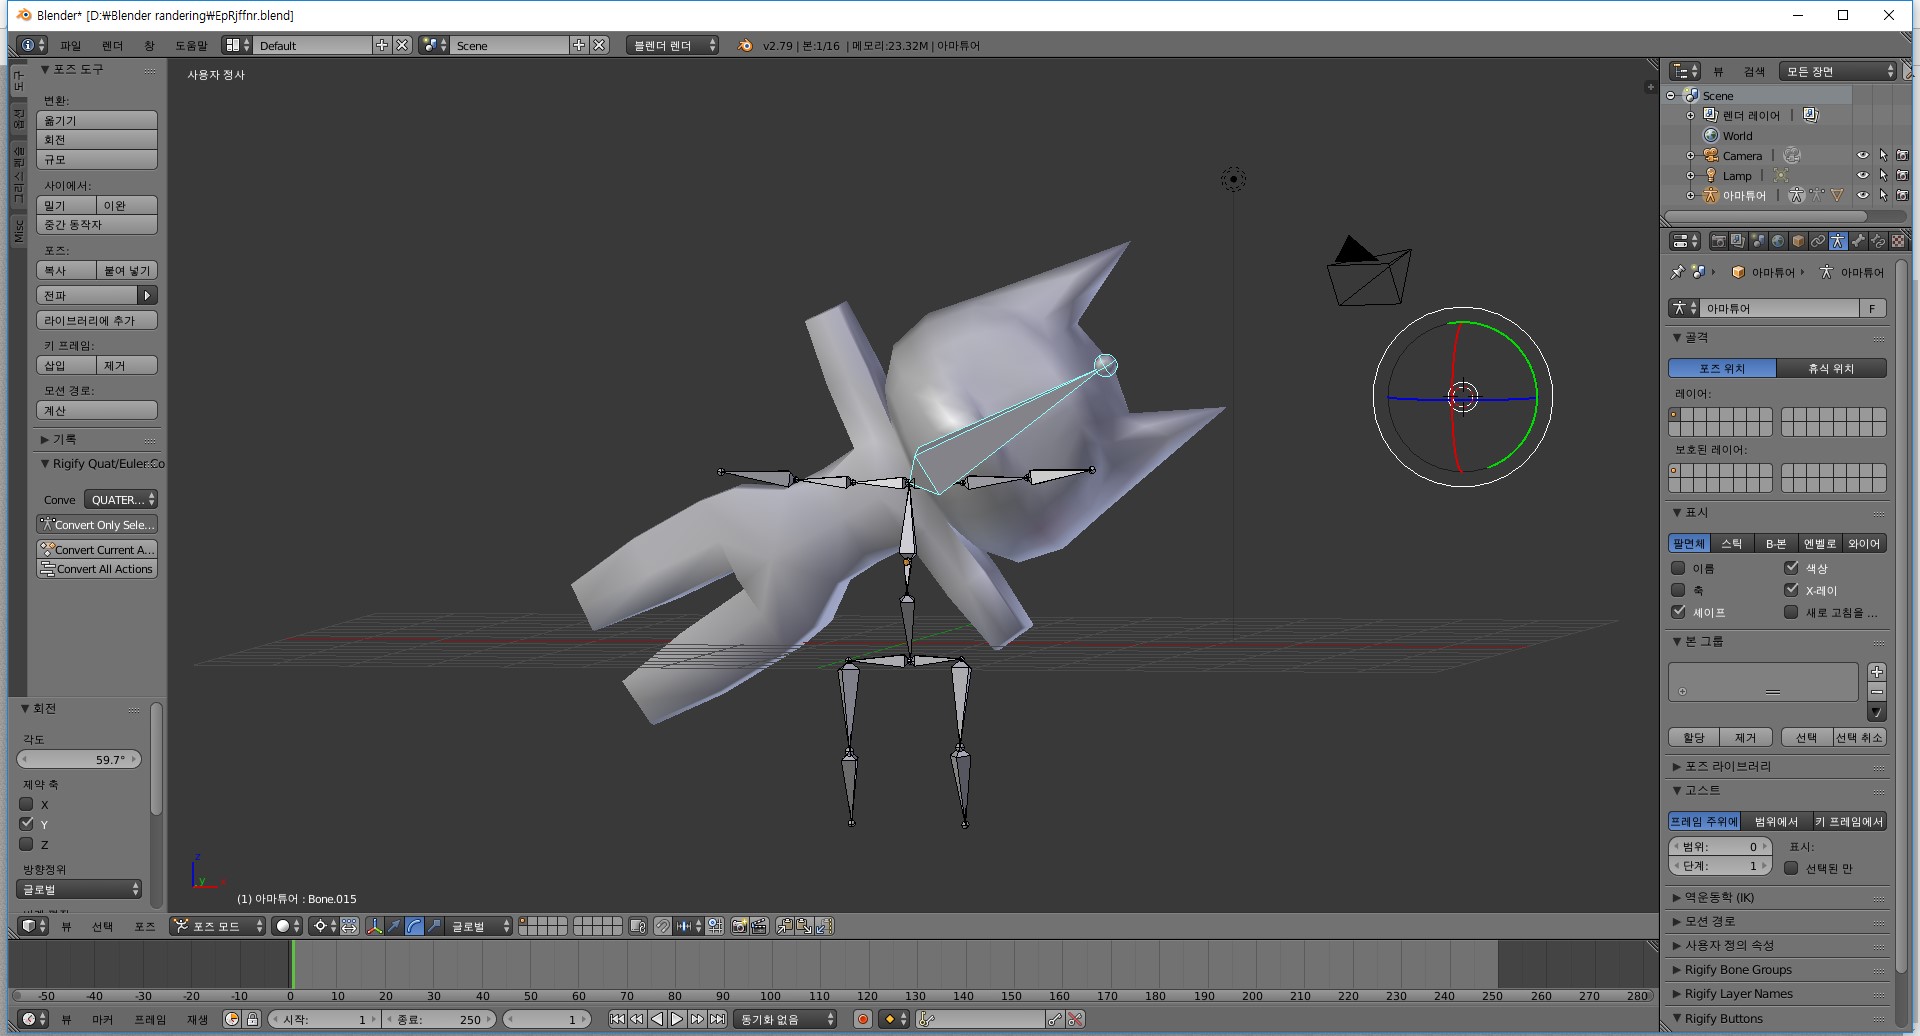 Blender* [D:₩Blender randering₩EpRjffnr.blend]
파일 렌더 창 도움말 Default Scene 블렌더 렌더 v2.79 | 본:1/16 | 메모리:23.32M | 아마튜어
포즈 도구
변환:
옮기기
회전
규모
사이에서:
밀기 이완
중간 동작자
포즈:
복사 붙여 넣기
전파
라이브러리에 추가
키 프레임:
삽입 제거
모션 경로:
계산
기록
Rigify Quat/Euler Co
Conve QUATER...
Convert Only Sele...
Convert Current A...
Convert All Actions
도구
옵션
Misc
회전
각도
59.7°
제약 축
X
Y
Z
방향정위
글로벌
사용자 정사
(1) 아마튜어 : Bone.015
z
y
x
뷰 선택 포즈 포즈 모드 글로벌
-50 -40 -30 -20 -10 0 10 20 30 40 50 60 70 80 90 100 110 120 130 140 150 160 170 180 190 200 210 220 230 240 250 260 270 280
뷰 마커 프레임 재생 시작: 1 종료: 250 1 동기화 없음
뷰 검색 모든 장면
Scene
렌더 레이어
World
Camera
Lamp
아마튜어
아마튜어 아마튜어
아마튜어 F
골격
포즈 위치 휴식 위치
레이어:
보호된 레이어:
표시
팔면체 스틱 B-본 엔벨로 와이어
이름 색상
축 X-레이
셰이프 새로 고침을 ...
본 그룹
할당 제거 선택 선택 취소
포즈 라이브러리
고스트
프레임 주위에 범위에서 키 프레임에서
범위: 0 표시:
단계: 1 선택된 만
역운동학 (IK)
모션 경로
사용자 정의 속성
Rigify Bone Groups
Rigify Layer Names
Rigify Buttons